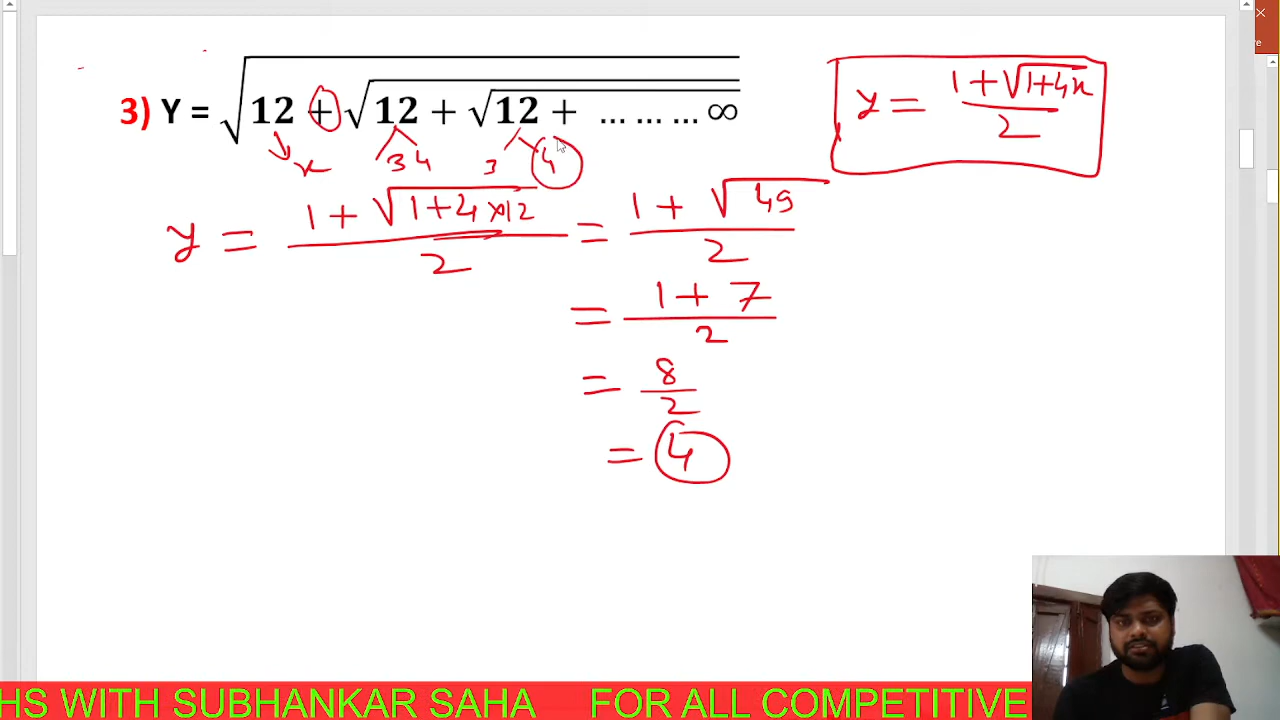 3) Y = √12 + √12 + √12 + ... ... ... ∞
y = 1 + √1+4x / 2
x 3 4 3 4
y = 1 + √1+4×12 / 2 = 1 + √49 / 2
= 1 + 7 / 2
= 8 / 2
= 4
HS WITH SUBHANKAR SAHA FOR ALL COMPETITIVE